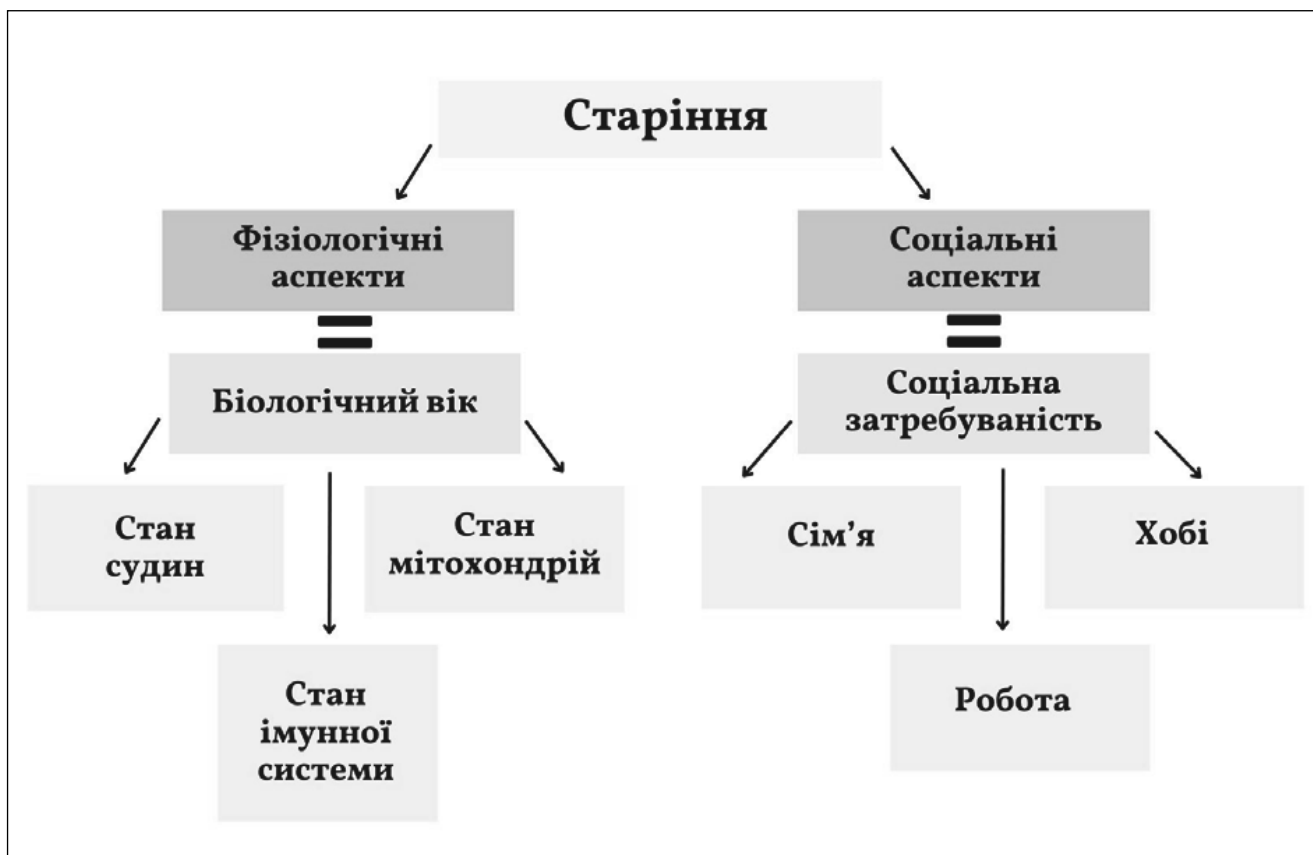 Старіння
Фізіологічні
аспекти
Соціальні
аспекти
Біологічний вік
Соціальна
затребуваність
Стан
судин
Стан
мітохондрій
Сім’я
Хобі
Стан
імунної
системи
Робота